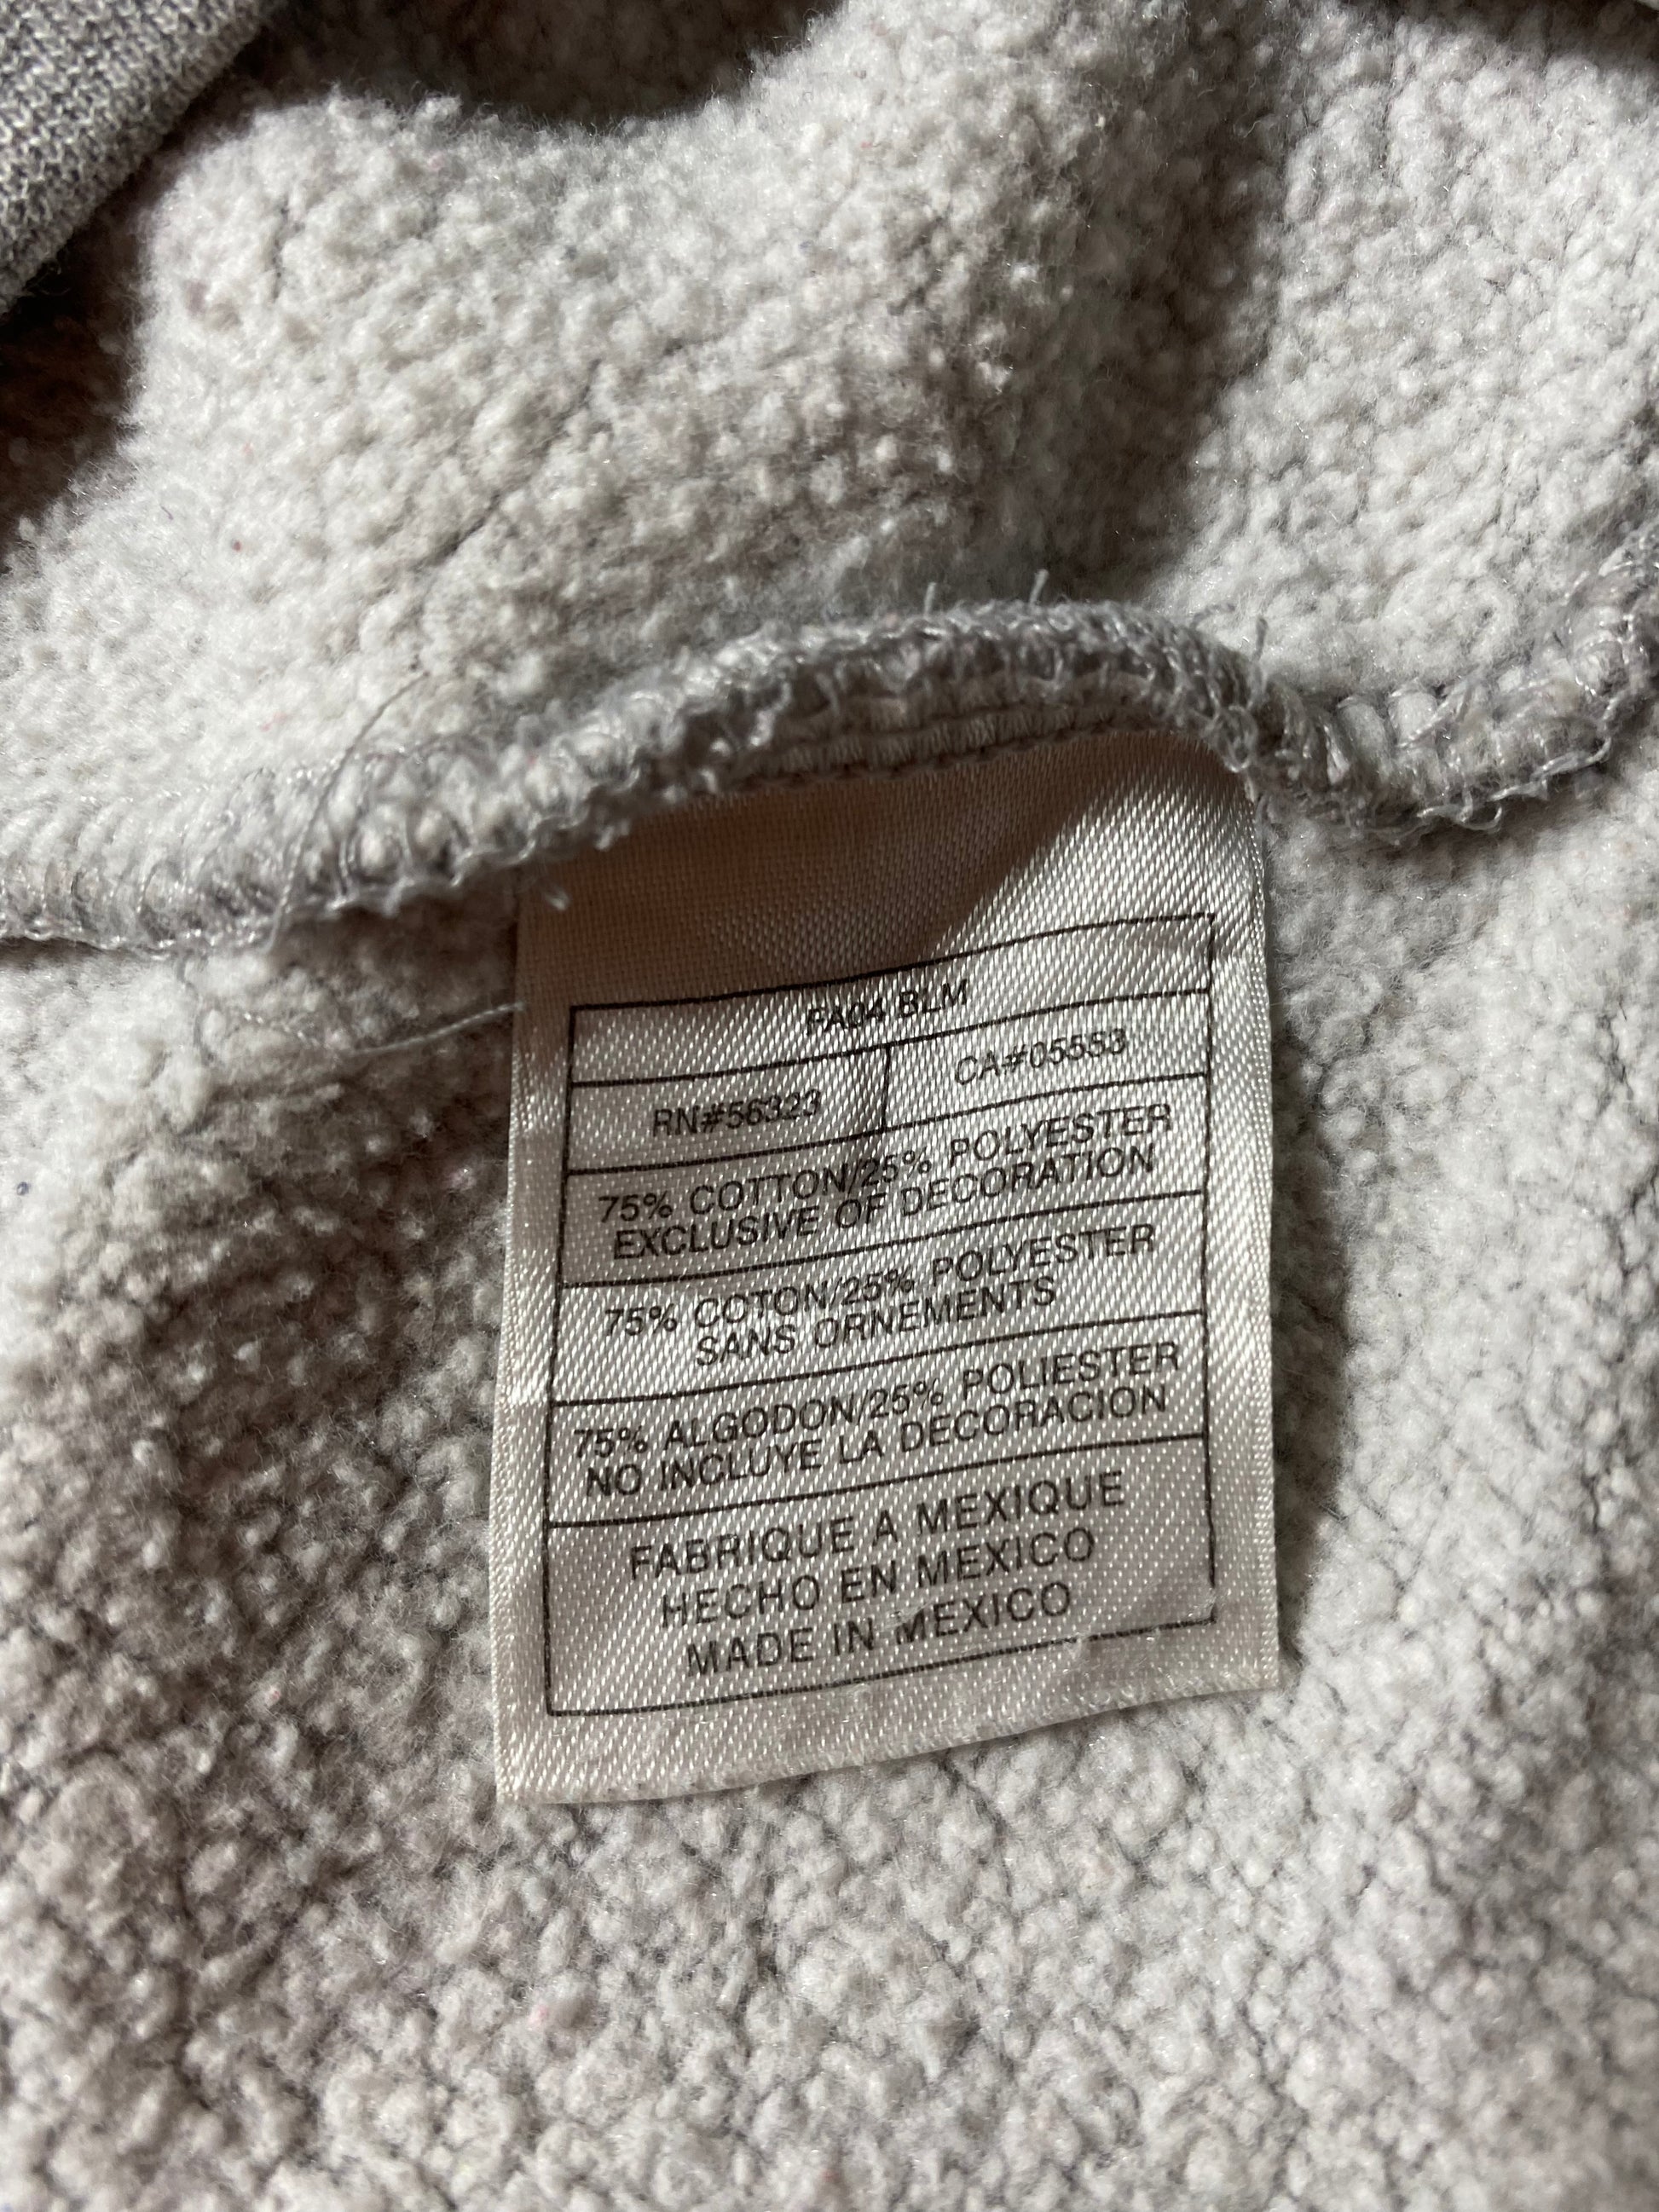 FA04 BLM
RN#56323
CA#05553
75% COTTON/25% POLYESTER
EXCLUSIVE OF DECORATION
75% COTON/25% POLYESTER
SANS ORNEMENTS
75% ALGODON/25% POLIESTER
NO INCLUYE LA DECORACION
FABRIQUE A MEXIQUE
HECHO EN MEXICO
MADE IN MEXICO